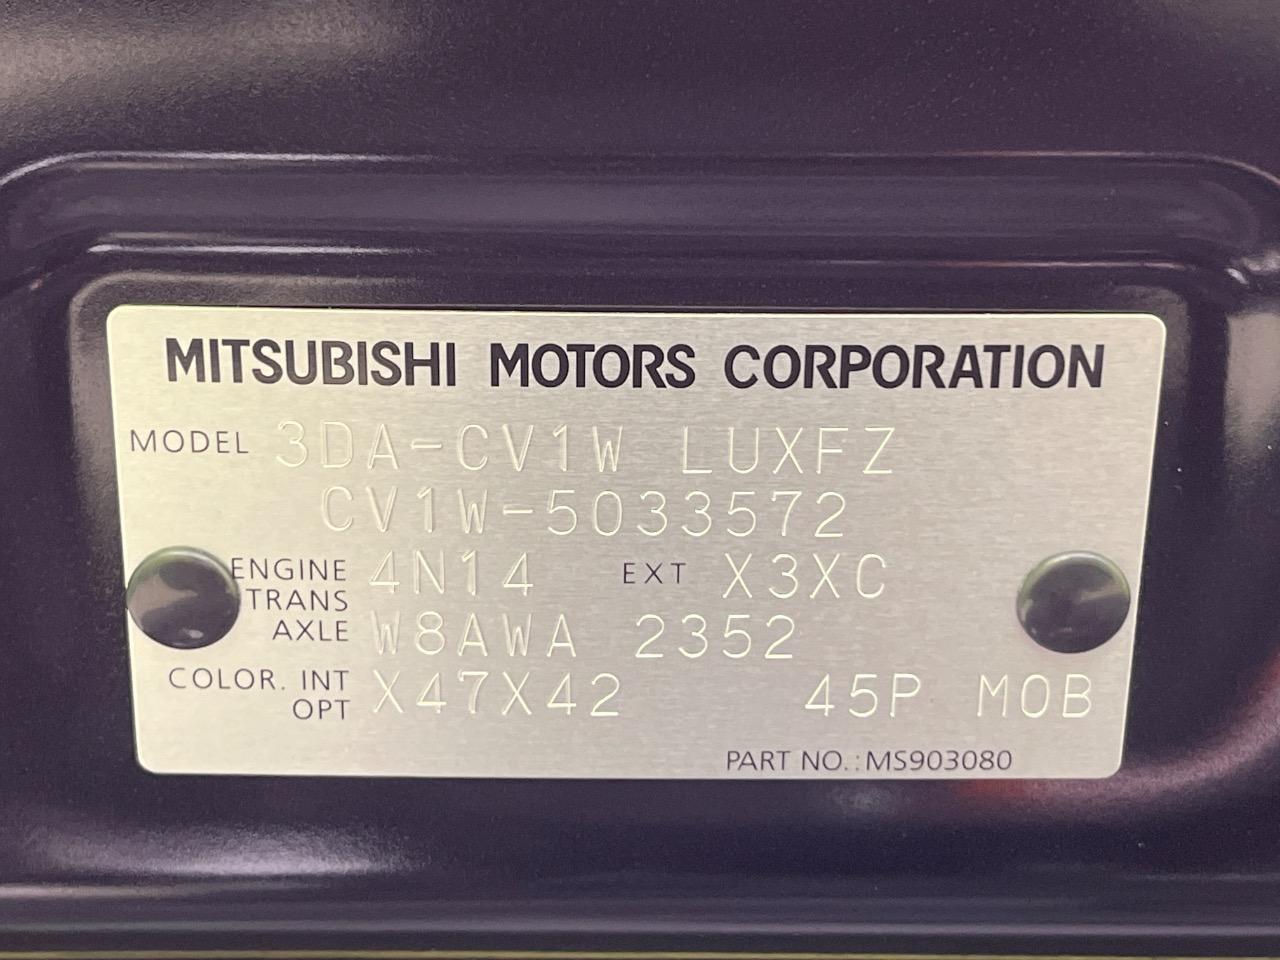 MITSUBISHI MOTORS CORPORATION
MODEL 3DA-CV1W LUXFZ
CV1W-5033572
ENGINE 4N14 EXT X3XC
TRANS
AXLE W8AWA 2352
COLOR. INT
OPT X47X42 45P M0B
PART NO.:MS903080